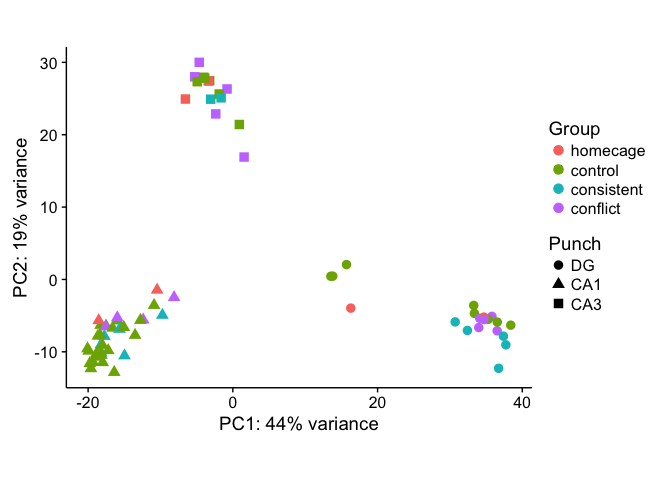 30
20
10
0
-10
-20
0
20
40
PC1: 44% variance
PC2: 19% variance
Group
homecage
control
consistent
conflict
Punch
DG
CA1
CA3